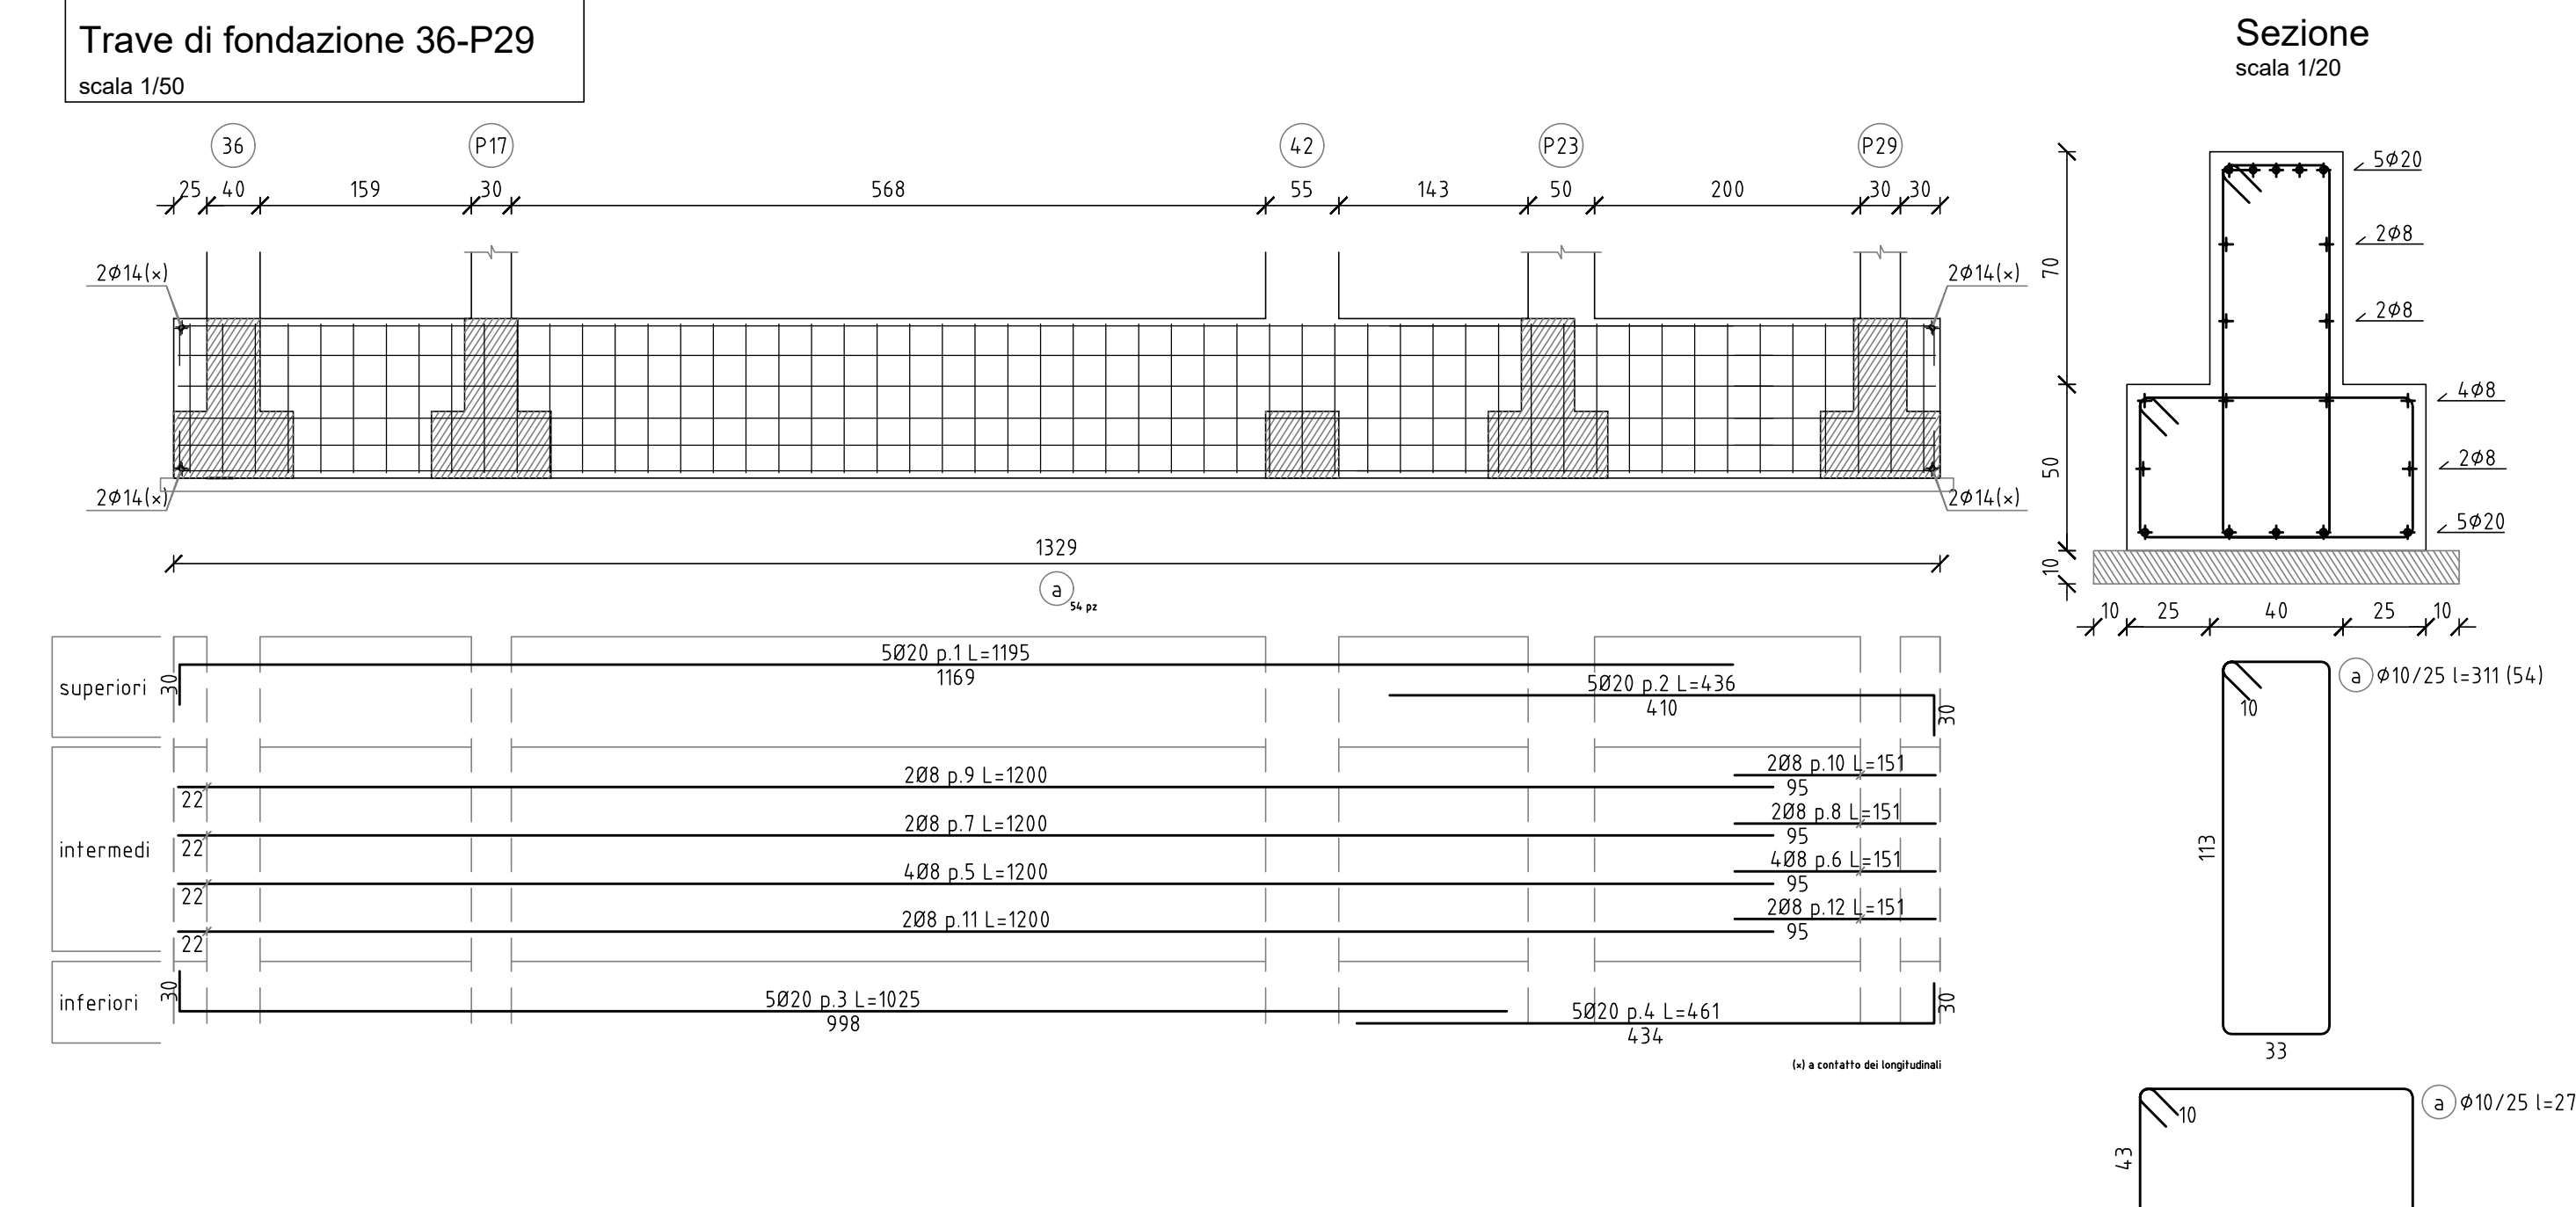 Trave di fondazione 36-P29
scala 1/50
Sezione
scala 1/20
36
P17
42
P23
P29
25
40
159
30
568
55
143
50
200
30
30
2Ø14(×)
2Ø14(×)
2Ø14(×)
2Ø14(×)
1329
a
54 pz
5Ø20
2Ø8
2Ø8
4Ø8
2Ø8
5Ø20
70
50
10
10
25
40
25
10
superiori
30
5Ø20 p.1 L=1195
1169
5Ø20 p.2 L=436
410
30
intermedi
2Ø8 p.9 L=1200
22
2Ø8 p.10 L=151
95
2Ø8 p.7 L=1200
22
2Ø8 p.8 L=151
95
4Ø8 p.5 L=1200
22
4Ø8 p.6 L=151
95
2Ø8 p.11 L=1200
22
2Ø8 p.12 L=151
95
inferiori
30
5Ø20 p.3 L=1025
998
5Ø20 p.4 L=461
434
30
(×) a contatto dei longitudinali
a
Ø10/25 l=311 (54)
10
113
33
a
Ø10/25 l=27
10
43